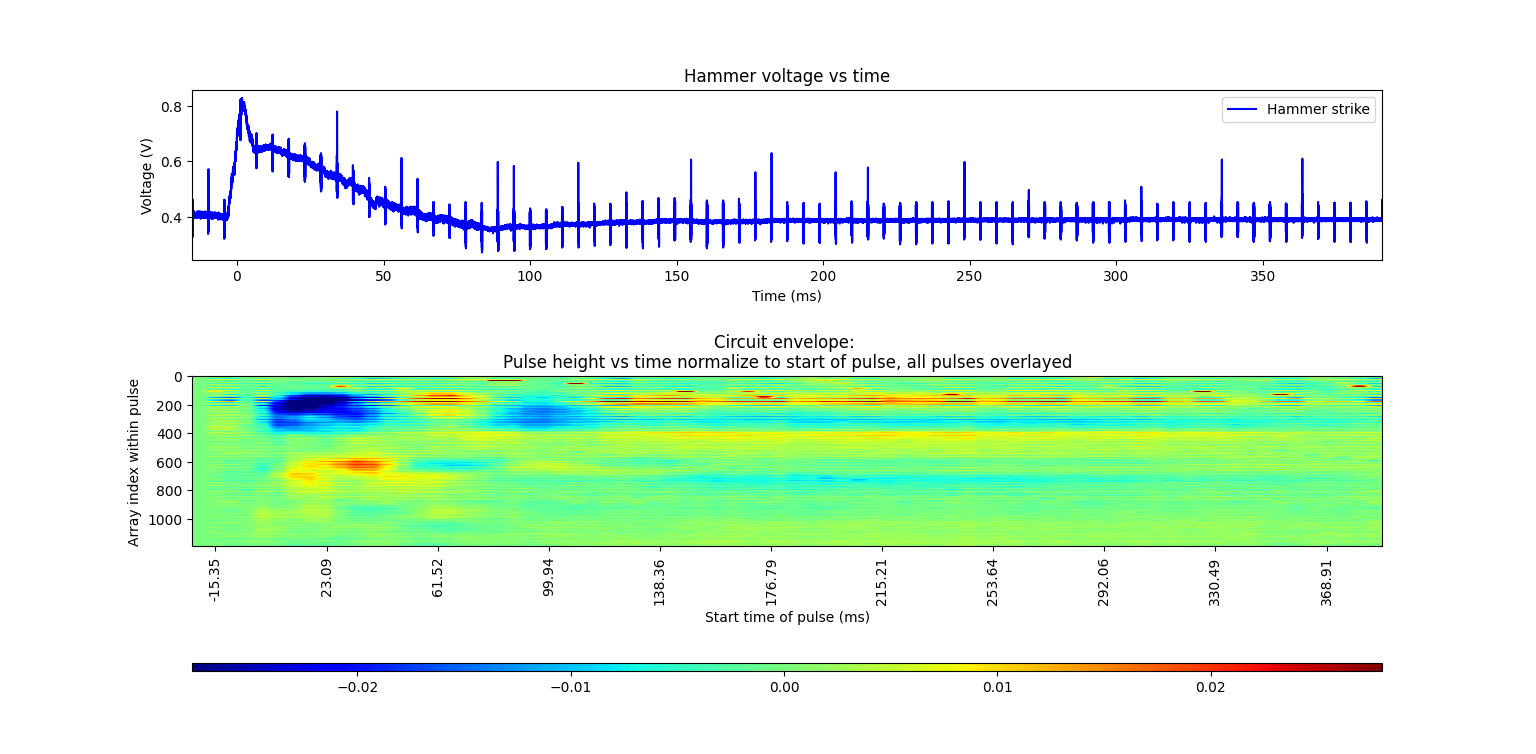 Hammer voltage vs time
Hammer strike
Voltage (V)
0.8
0.6
0.4
0 50 100 150 200 250 300 350
Time (ms)
Circuit envelope:
Pulse height vs time normalize to start of pulse, all pulses overlayed
Array index within pulse
0
200
400
600
800
1000
-15.35 23.09 61.52 99.94 138.36 176.79 215.21 253.64 292.06 330.49 368.91
Start time of pulse (ms)
−0.02 −0.01 0.00 0.01 0.02